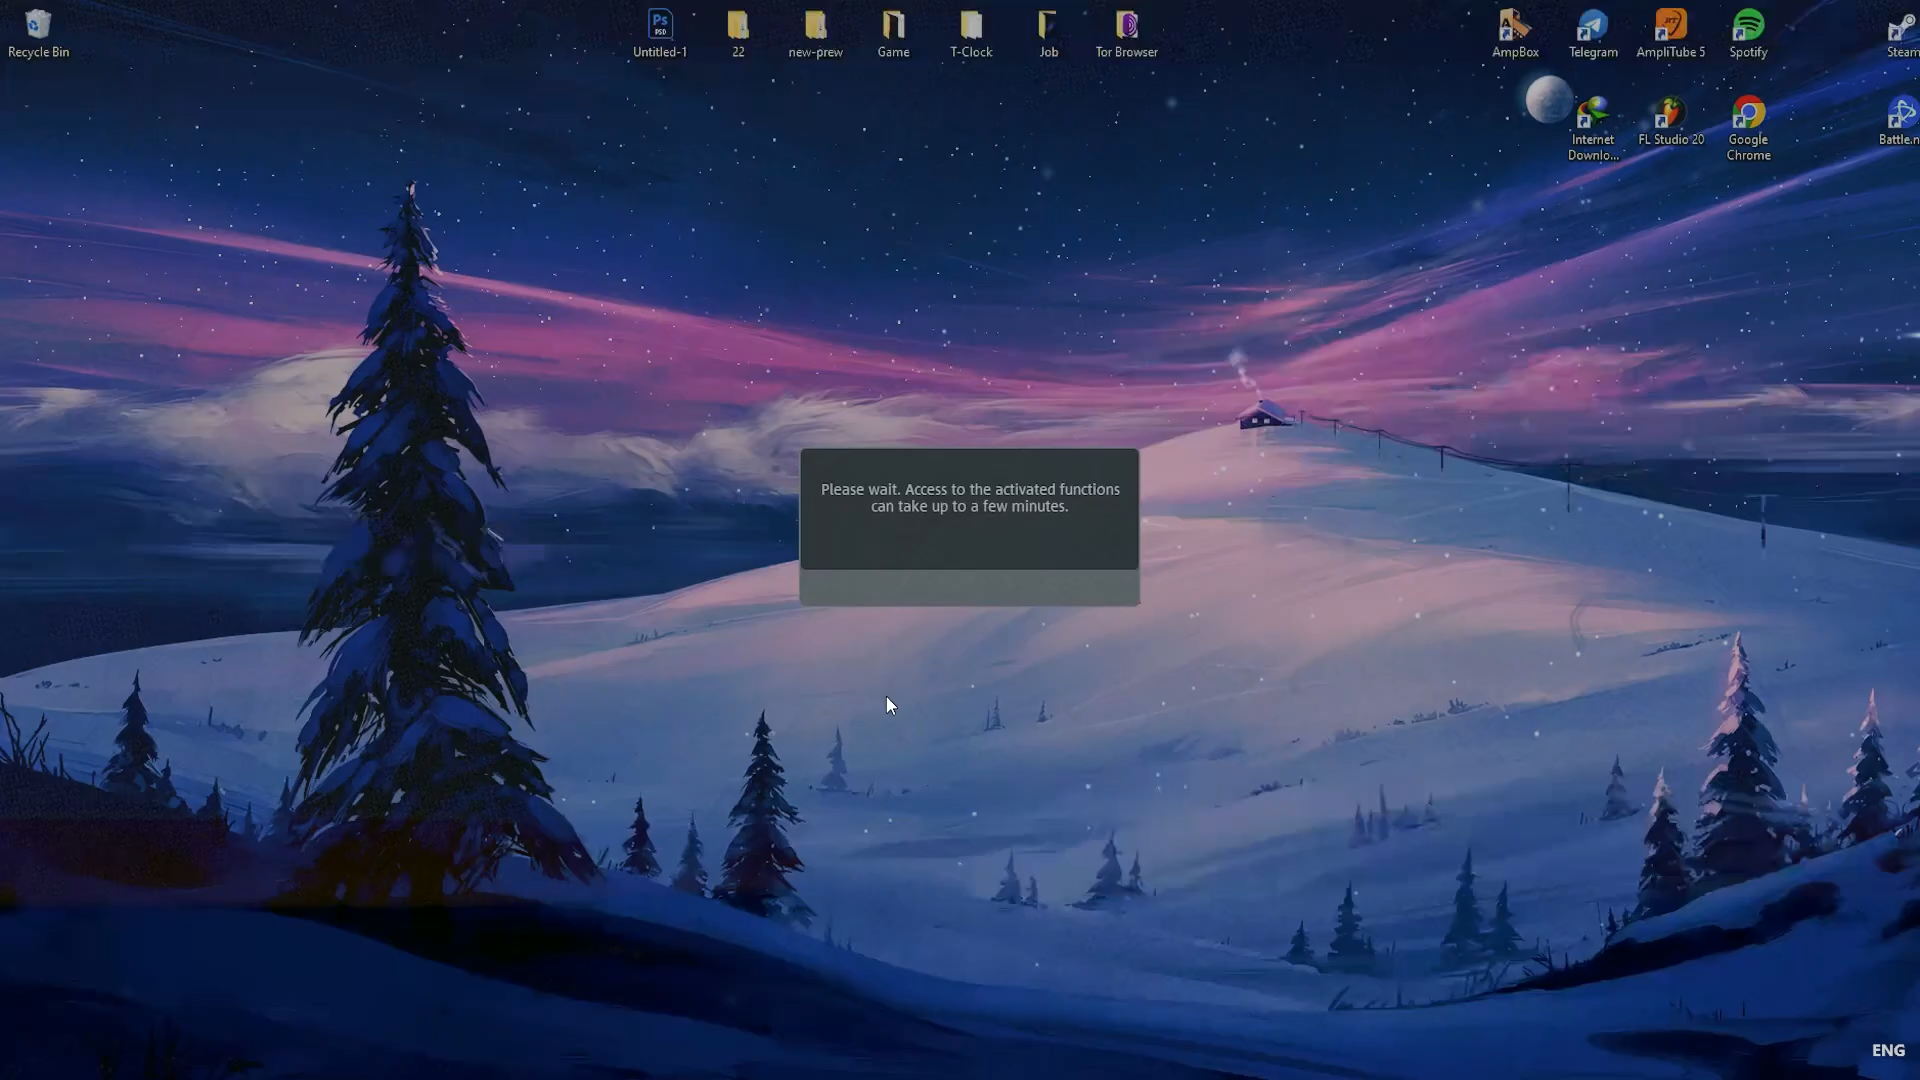 Recycle Bin
Ps
PSD
Untitled-1
22
new-prew
Game
T-Clock
Job
Tor Browser
AmpBox
Telegram
AmpliTube 5
Spotify
Steam
Internet
Downlo...
FL Studio 20
Google
Chrome
Battle.n
Please wait. Access to the activated functions
can take up to a few minutes.
ENG